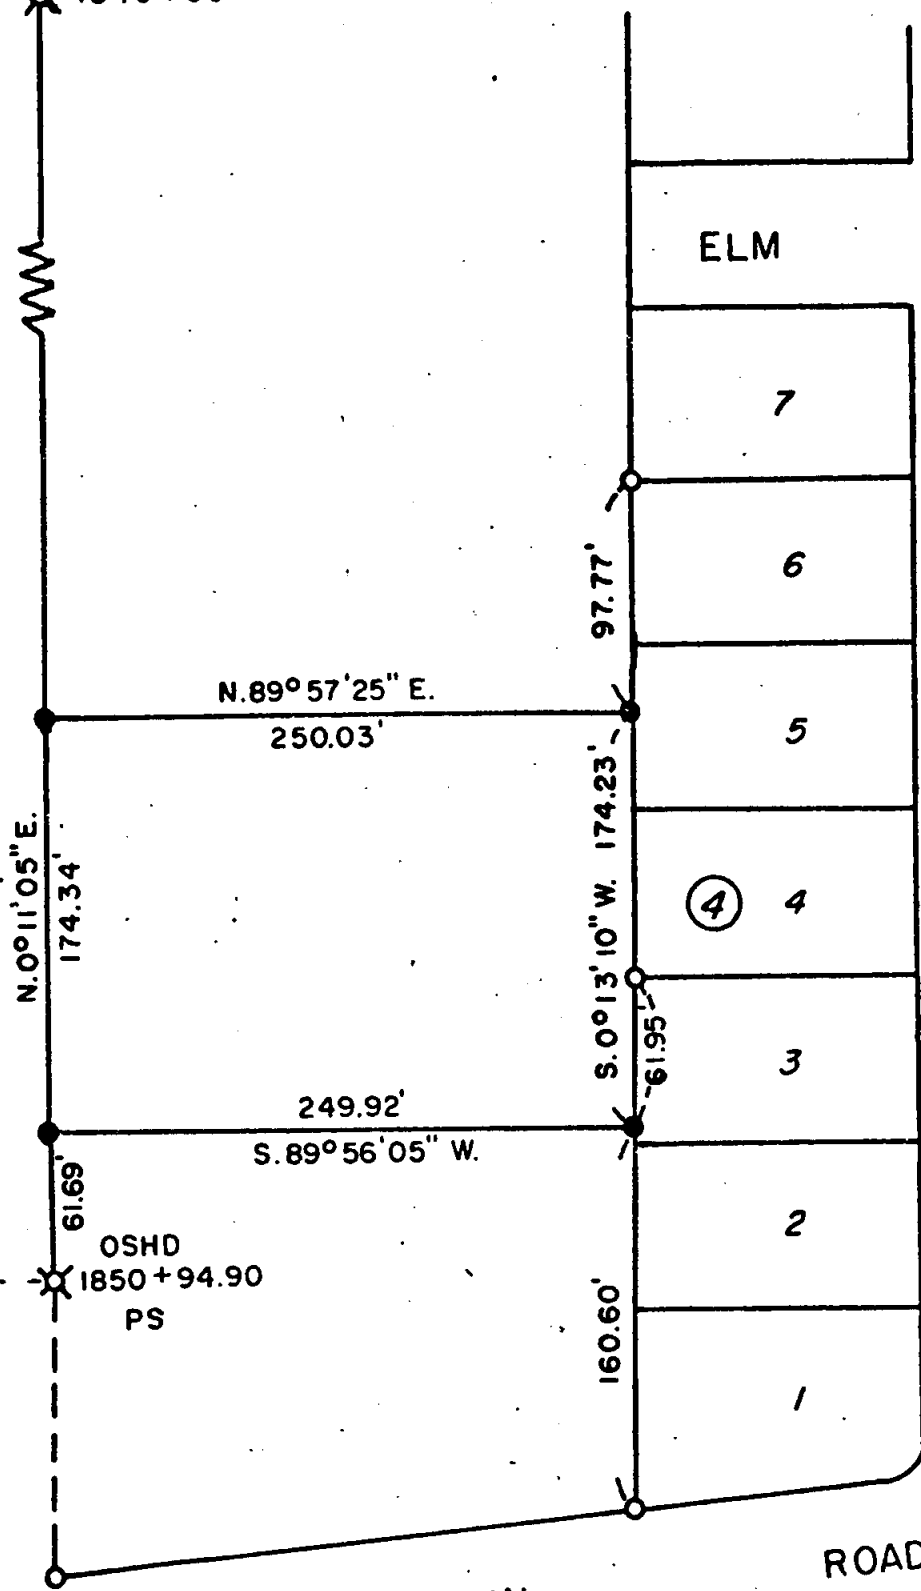 ELM
7
97.77'
6
N.89°57'25" E.
250.03'
5
N.0°11'05" E.
174.34'
S.0°13'10" W. 174.23'
4 4
61.95
3
249.92'
S.89°56'05" W.
61.69'
2
OSHD
1850+94.90
PS
160.60'
1
ROAD